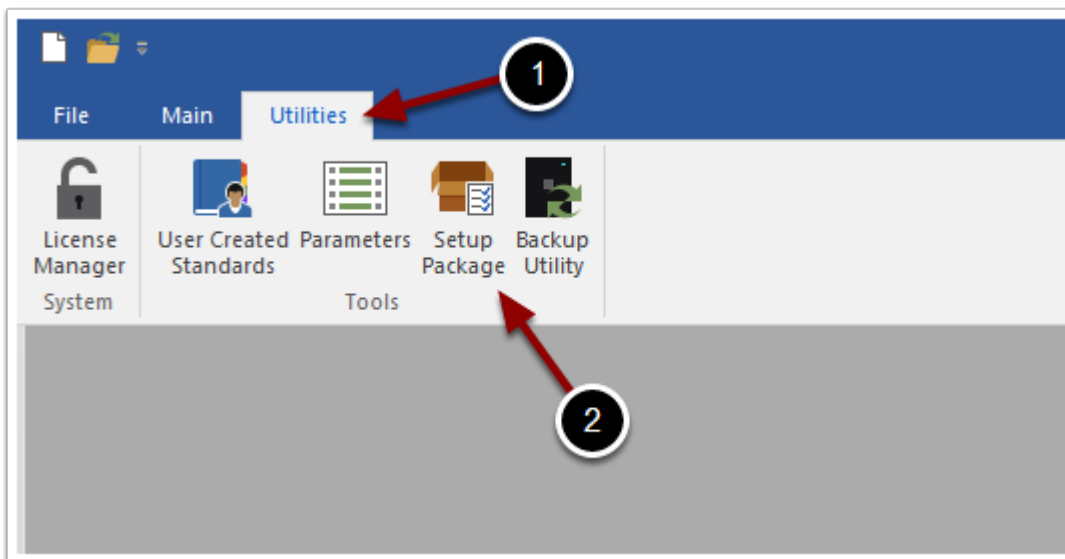 1
File Main Utilities
License User Created Parameters Setup Backup
Manager Standards Package Utility
System Tools
2